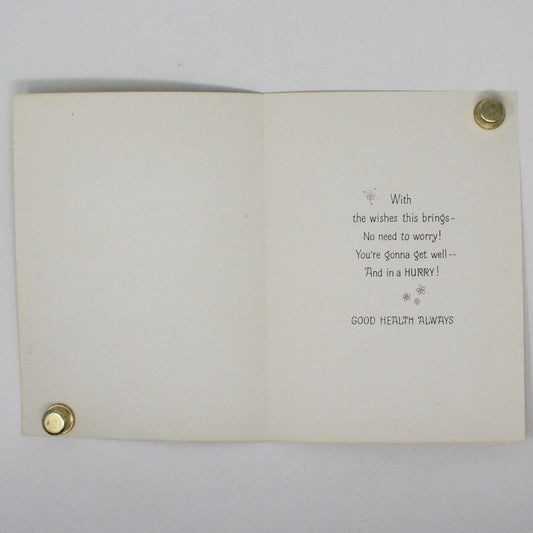 With
the wishes this brings-
No need to worry!
You're gonna get well--
And in a HURRY!
GOOD HEALTH ALWAYS